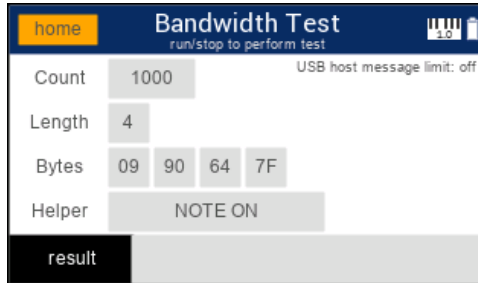 home
Bandwidth Test
run/stop to perform test
1.0
USB host message limit: off
Count 1000
Length 4
Bytes 09 90 64 7F
Helper NOTE ON
result